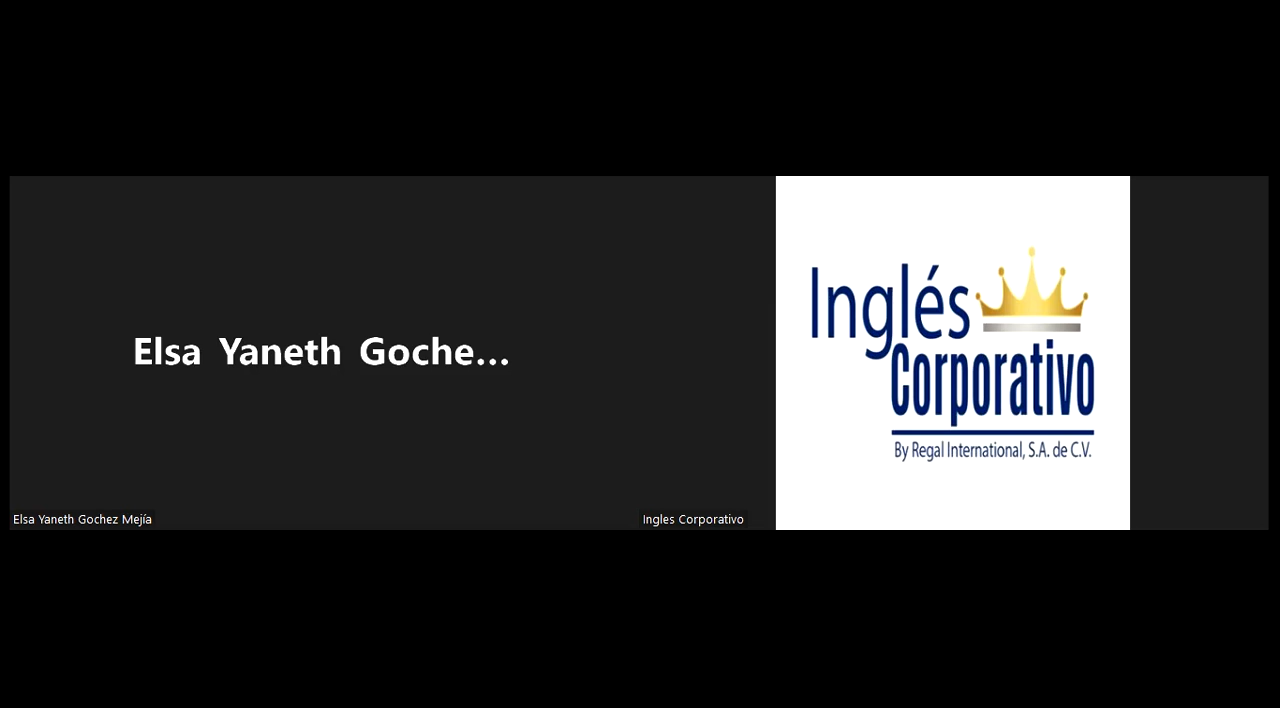 Elsa Yaneth Goche...
Elsa Yaneth Gochez Mejía
Inglés
Corporativo
By Regal International, S.A. de C.V.
Ingles Corporativo